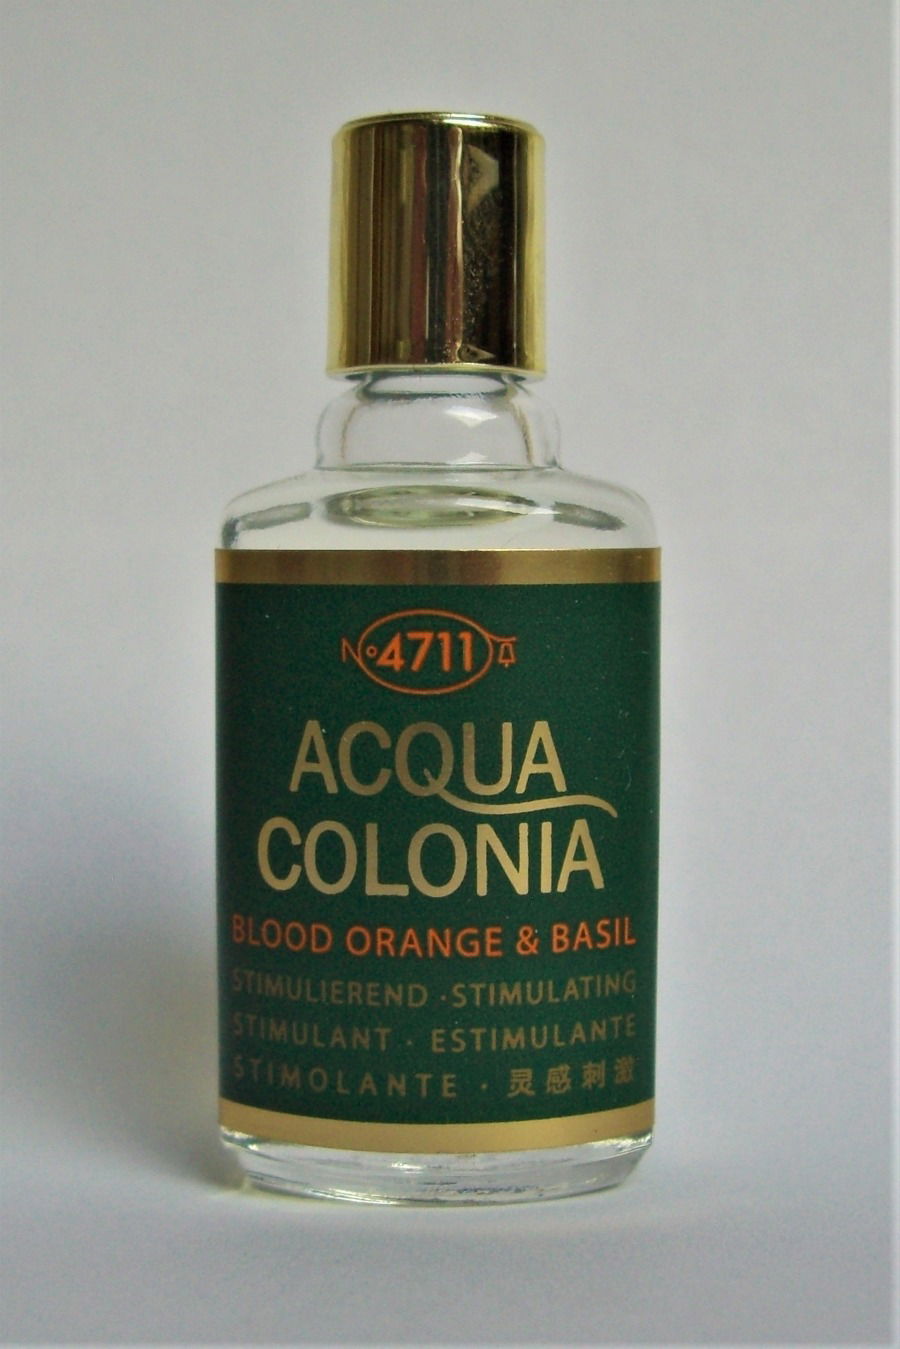 Nº4711
ACQUA
COLONIA
BLOOD ORANGE & BASIL
STIMULIEREND · STIMULATING
STIMULANT · ESTIMULANTE
STIMOLANTE · 灵感刺激